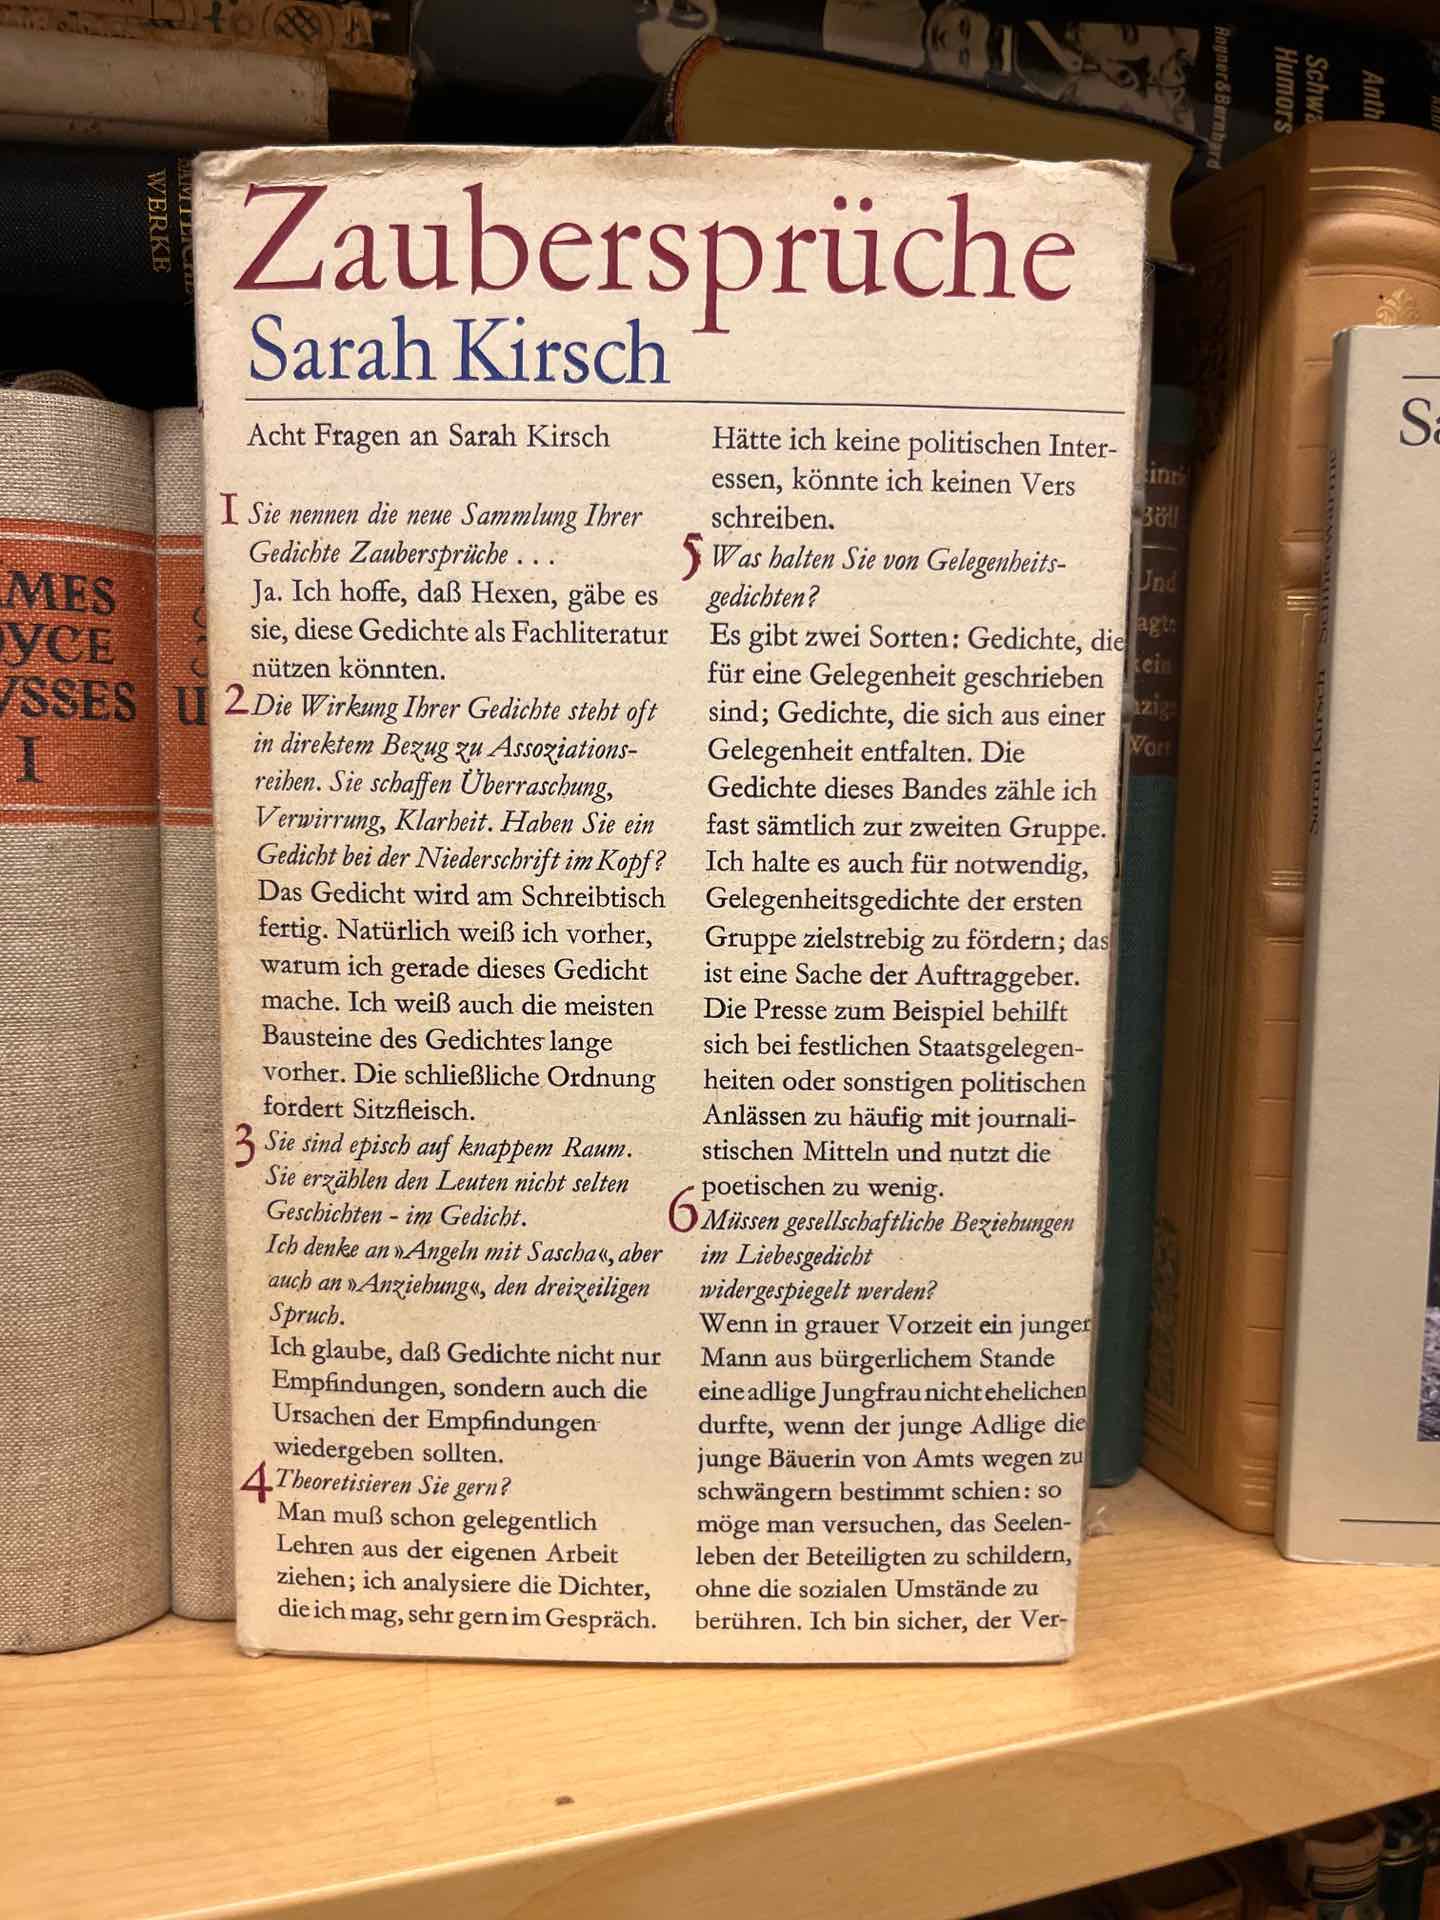 Zaubersprüche
Sarah Kirsch
Acht Fragen an Sarah Kirsch
1 Sie nennen die neue Sammlung Ihrer
Gedichte Zaubersprüche . . .
Ja. Ich hoffe, daß Hexen, gäbe es
sie, diese Gedichte als Fachliteratur
nützen könnten.
2 Die Wirkung Ihrer Gedichte steht oft
in direktem Bezug zu Assoziations-
reihen. Sie schaffen Überraschung,
Verwirrung, Klarheit. Haben Sie ein
Gedicht bei der Niederschrift im Kopf?
Das Gedicht wird am Schreibtisch
fertig. Natürlich weiß ich vorher,
warum ich gerade dieses Gedicht
mache. Ich weiß auch die meisten
Bausteine des Gedichtes lange
vorher. Die schließliche Ordnung
fordert Sitzfleisch.
3 Sie sind episch auf knappem Raum.
Sie erzählen den Leuten nicht selten
Geschichten - im Gedicht.
Ich denke an »Angeln mit Sascha«, aber
auch an »Anziehung«, den dreizeiligen
Spruch.
Ich glaube, daß Gedichte nicht nur
Empfindungen, sondern auch die
Ursachen der Empfindungen
wiedergeben sollten.
4 Theoretisieren Sie gern?
Man muß schon gelegentlich
Lehren aus der eigenen Arbeit
ziehen; ich analysiere die Dichter,
die ich mag, sehr gern im Gespräch.
Hätte ich keine politischen Inter-
essen, könnte ich keinen Vers
schreiben.
5 Was halten Sie von Gelegenheits-
gedichten?
Es gibt zwei Sorten: Gedichte, die
für eine Gelegenheit geschrieben
sind; Gedichte, die sich aus einer
Gelegenheit entfalten. Die
Gedichte dieses Bandes zähle ich
fast sämtlich zur zweiten Gruppe.
Ich halte es auch für notwendig,
Gelegenheitsgedichte der ersten
Gruppe zielstrebig zu fördern; das
ist eine Sache der Auftraggeber.
Die Presse zum Beispiel behilft
sich bei festlichen Staatsgelegen-
heiten oder sonstigen politischen
Anlässen zu häufig mit journali-
stischen Mitteln und nutzt die
poetischen zu wenig.
6 Müssen gesellschaftliche Beziehungen
im Liebesgedicht
widergespiegelt werden?
Wenn in grauer Vorzeit ein junger
Mann aus bürgerlichem Stande
eine adlige Jungfrau nicht ehelichen
durfte, wenn der junge Adlige die
junge Bäuerin von Amts wegen zu
schwängern bestimmt schien: so
möge man versuchen, das Seelen-
leben der Beteiligten zu schildern,
ohne die sozialen Umstände zu
berühren. Ich bin sicher, der Ver-
WERKE
MES
YCE
YSSES
I
U
Rogner & Bernhard
Schwa
Humors
Anth
Böll
Und
sagte
kein
Wort
Sarah Kirsch Schneewärme
Sa